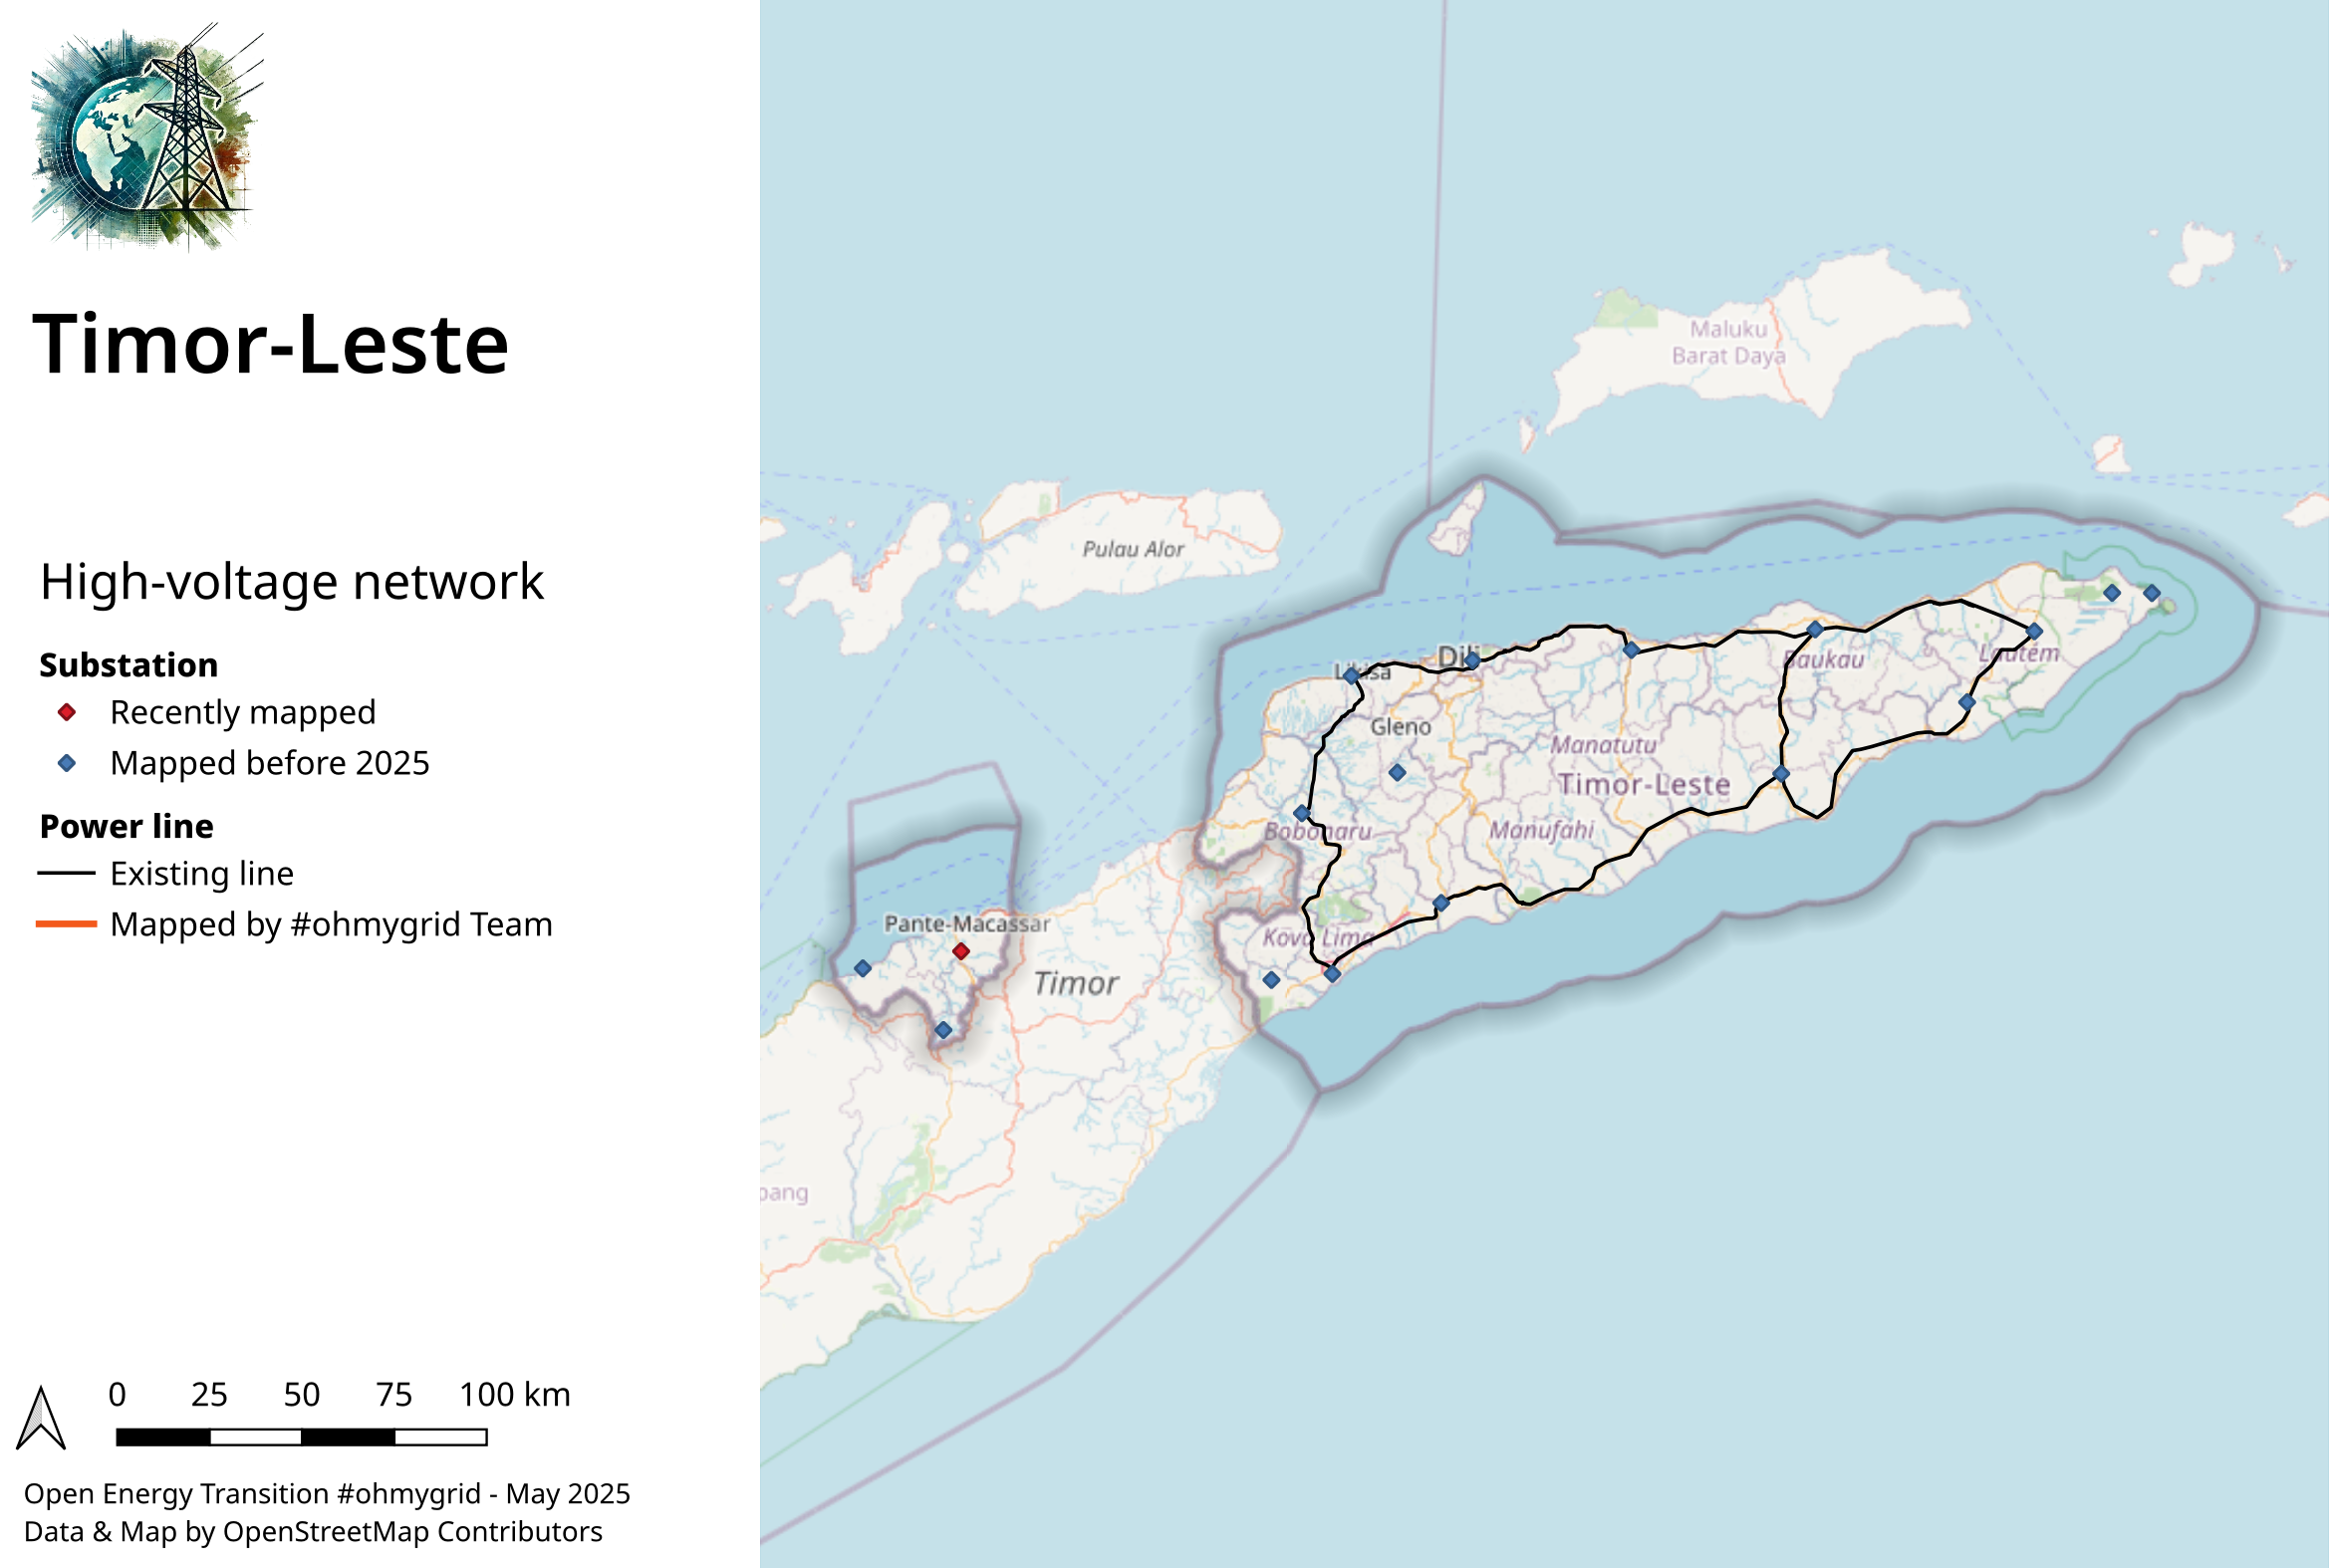 Timor-Leste
High-voltage network
Substation
Recently mapped
Mapped before 2025
Power line
Existing line
Mapped by #ohmygrid Team
0 25 50 75 100 km
Open Energy Transition #ohmygrid - May 2025
Data & Map by OpenStreetMap Contributors
Maluku
Barat Daya
Pulau Alor
Dili
Likisa
Baukau
Lautém
Gleno
Manatutu
Timor-Leste
Bobonaru
Manufahi
Pante-Macassar
Kova Lima
Timor
pang